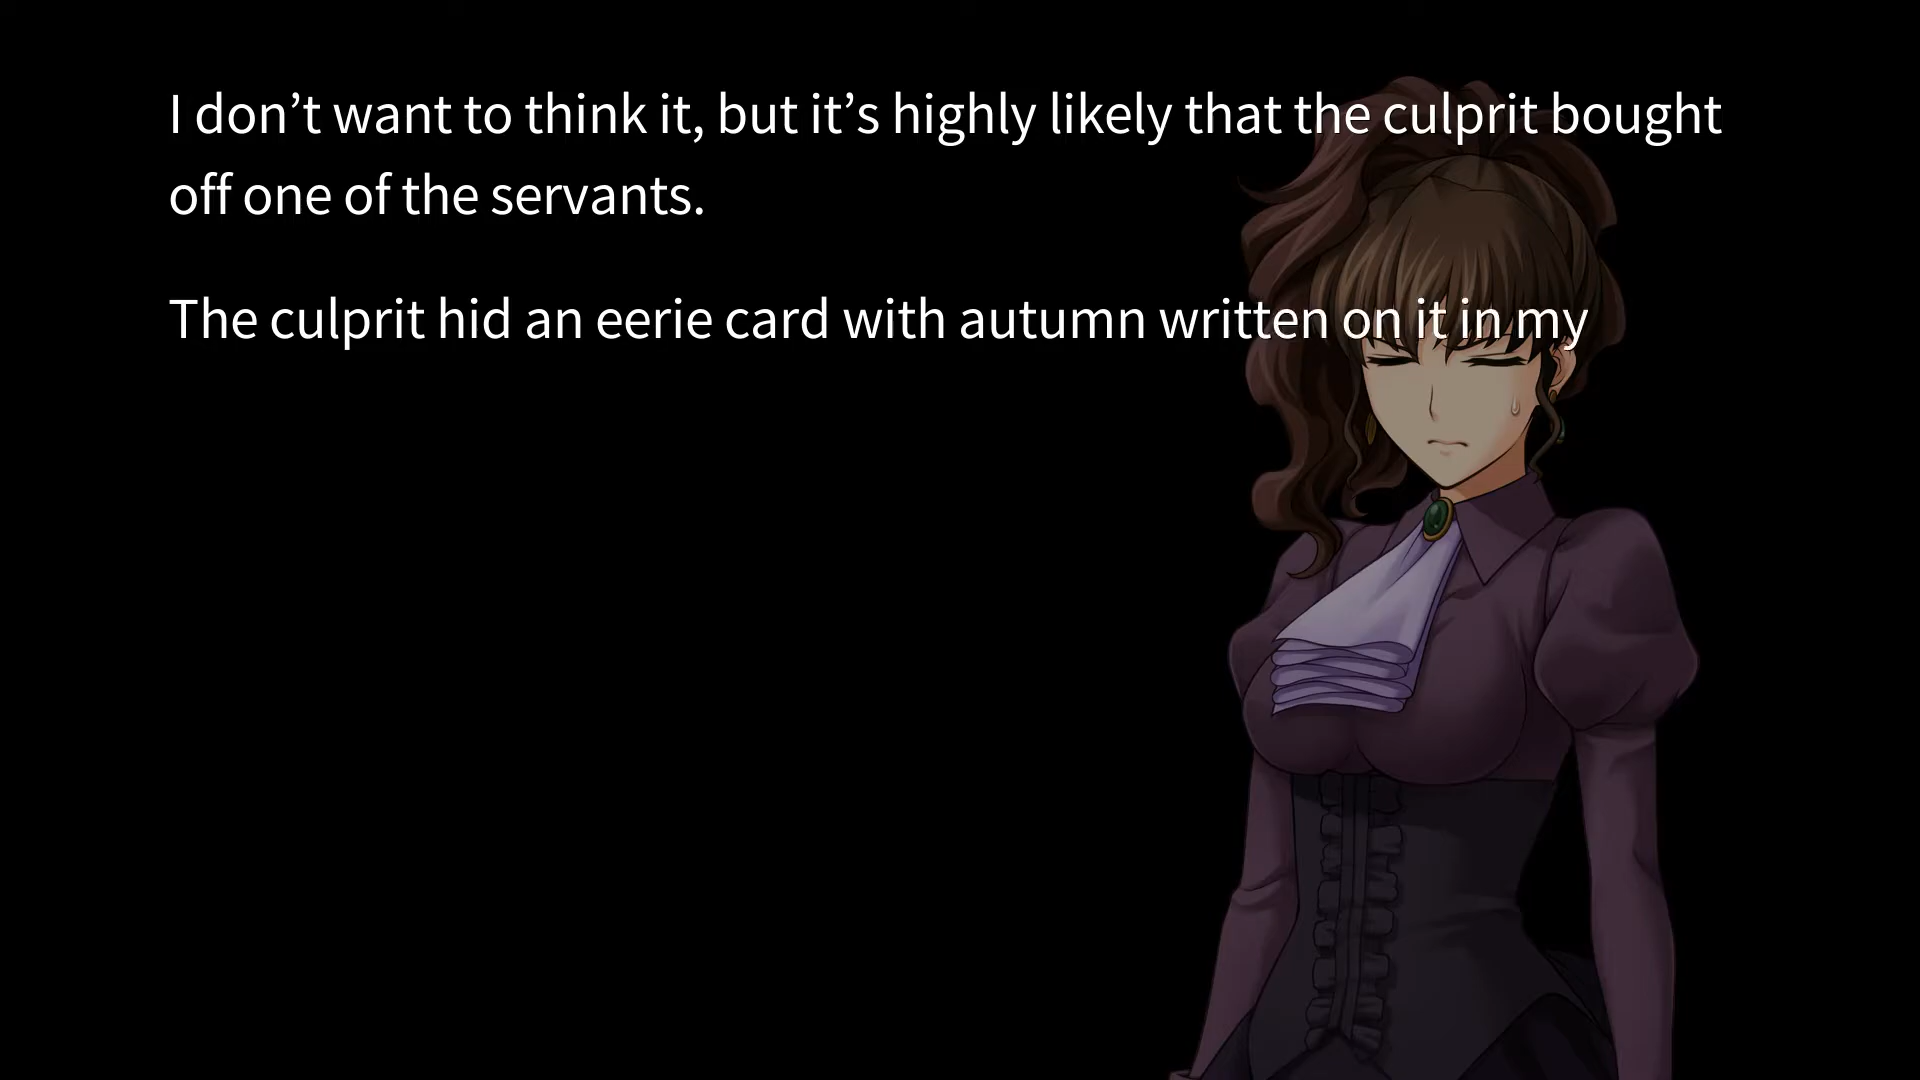 I don’t want to think it, but it’s highly likely that the culprit bought
off one of the servants.
The culprit hid an eerie card with autumn written on it in my